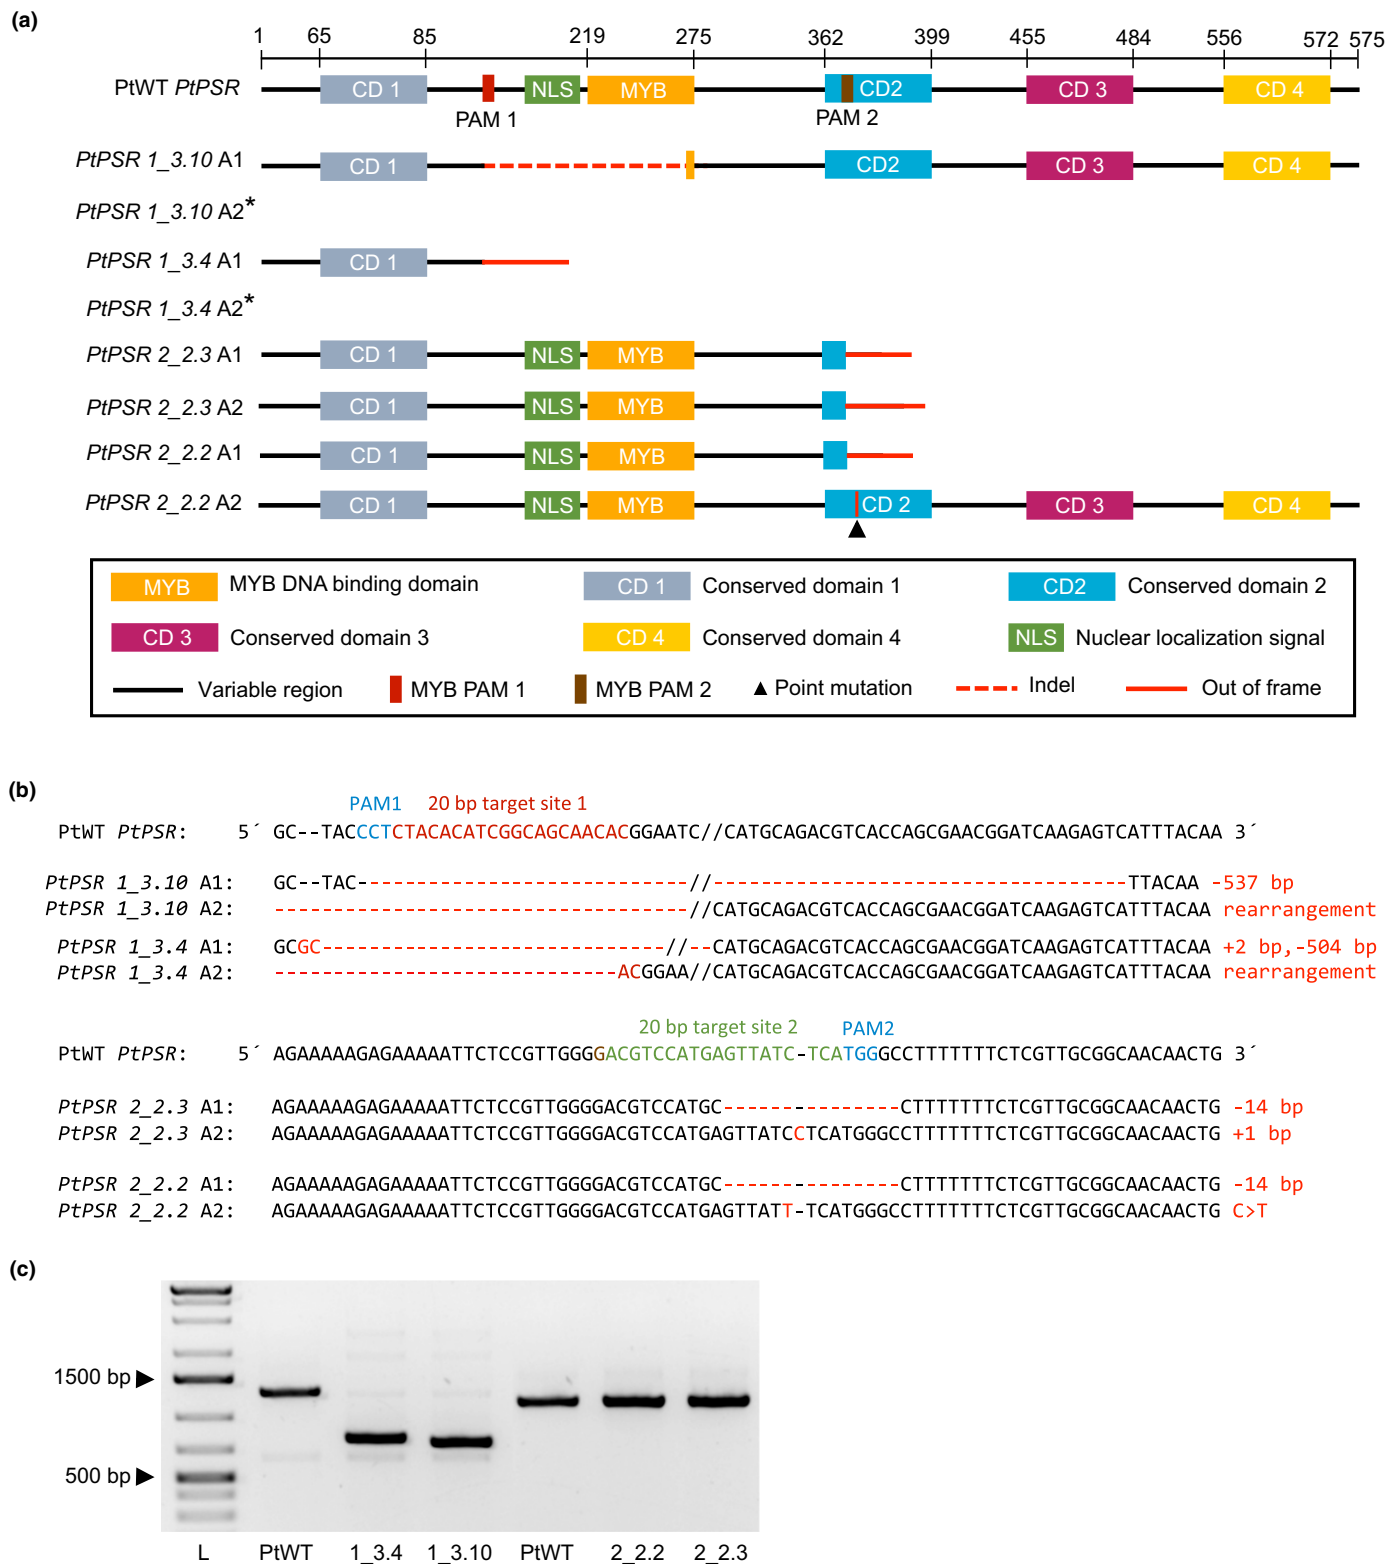 (a)
1 65 85 219 275 362 399 455 484 556 572 575
PtWT PtPSR CD 1 NLS MYB CD2 CD 3 CD 4
PAM 1 PAM 2
PtPSR 1_3.10 A1 CD 1 CD2 CD 3 CD 4
PtPSR 1_3.10 A2*
PtPSR 1_3.4 A1 CD 1
PtPSR 1_3.4 A2*
PtPSR 2_2.3 A1 CD 1 NLS MYB
PtPSR 2_2.3 A2 CD 1 NLS MYB
PtPSR 2_2.2 A1 CD 1 NLS MYB
PtPSR 2_2.2 A2 CD 1 NLS MYB CD 2 CD 3 CD 4
MYB MYB DNA binding domain CD 1 Conserved domain 1 CD2 Conserved domain 2
CD 3 Conserved domain 3 CD 4 Conserved domain 4 NLS Nuclear localization signal
Variable region MYB PAM 1 MYB PAM 2 ▲ Point mutation Indel Out of frame
(b)
PAM1 20 bp target site 1
PtWT PtPSR: 5´ GC--TACCCTCTACACATCGGCAGCAACACGGAATC//CATGCAGACGTCACCAGCGAACGGATCAAGAGTCATTTACAA 3´
PtPSR 1_3.10 A1: GC--TAC-----------------------------//------------------------------------TTACAA -537 bp
PtPSR 1_3.10 A2: ------------------------------------//CATGCAGACGTCACCAGCGAACGGATCAAGAGTCATTTACAA rearrangement
PtPSR 1_3.4 A1: GCGC------------------------------//--CATGCAGACGTCACCAGCGAACGGATCAAGAGTCATTTACAA +2 bp,-504 bp
PtPSR 1_3.4 A2: ------------------------------ACGGAA//CATGCAGACGTCACCAGCGAACGGATCAAGAGTCATTTACAA rearrangement
20 bp target site 2 PAM2
PtWT PtPSR: 5´ AGAAAAAGAGAAAAATTCTCCGTTGGGGACGTCCATGAGTTATC-TCATGGGCCTTTTTTTCTCGTTGCGGCAACAACTG 3´
PtPSR 2_2.3 A1: AGAAAAAGAGAAAAATTCTCCGTTGGGGACGTCCATGC---------------CTTTTTTTCTCGTTGCGGCAACAACTG -14 bp
PtPSR 2_2.3 A2: AGAAAAAGAGAAAAATTCTCCGTTGGGGACGTCCATGAGTTATCCTCATGGGCCTTTTTTTCTCGTTGCGGCAACAACTG +1 bp
PtPSR 2_2.2 A1: AGAAAAAGAGAAAAATTCTCCGTTGGGGACGTCCATGC---------------CTTTTTTTCTCGTTGCGGCAACAACTG -14 bp
PtPSR 2_2.2 A2: AGAAAAAGAGAAAAATTCTCCGTTGGGGACGTCCATGAGTTATT-TCATGGGCCTTTTTTTCTCGTTGCGGCAACAACTG C>T
(c)
1500 bp
500 bp
L PtWT 1_3.4 1_3.10 PtWT 2_2.2 2_2.3